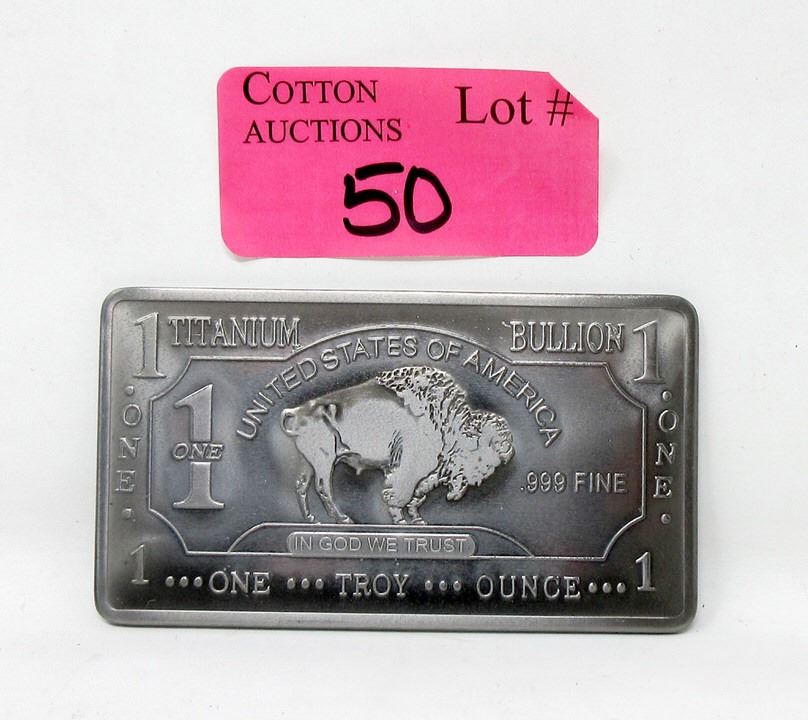 COTTON
AUCTIONS
Lot #
50
1 TITANIUM BULLION 1
UNITED STATES OF AMERICA
·ONE·
1
ONE
.999 FINE
·ONE·
IN GOD WE TRUST
1 •••ONE ••• TROY ••• OUNCE••• 1